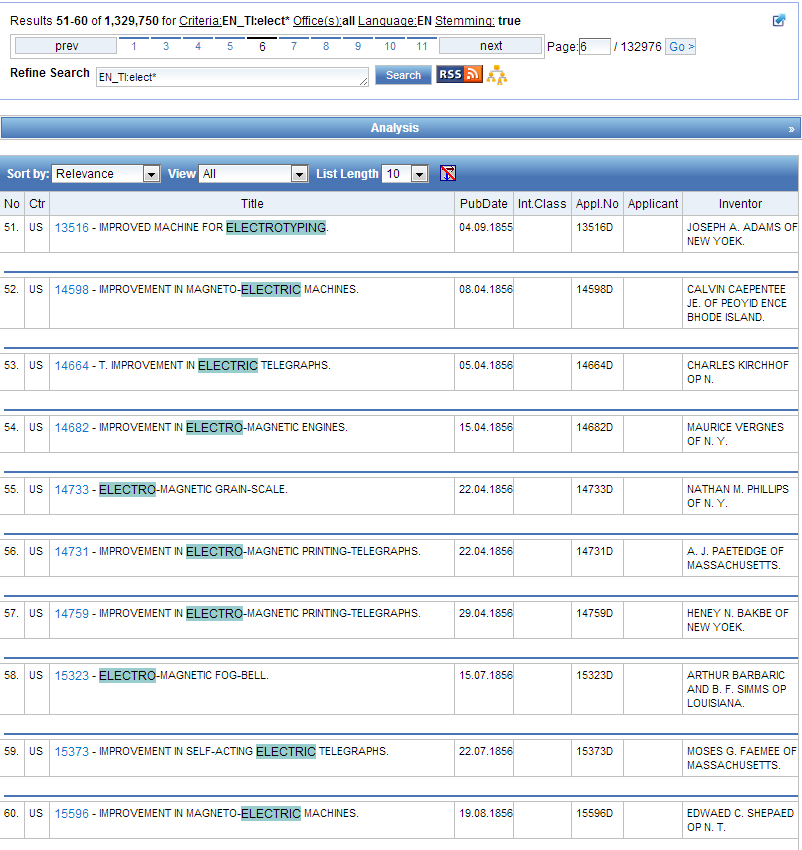 Results 51-60 of 1,329,750 for Criteria:EN_TI:elect* Office(s):all Language:EN Stemming: true
prev 1 3 4 5 6 7 8 9 10 11 next Page:6 / 132976 Go >
Refine Search EN_TI:elect* Search RSS
Analysis »
Sort by: Relevance View All List Length 10
No Ctr Title PubDate Int.Class Appl.No Applicant Inventor
51. US 13516 - IMPROVED MACHINE FOR ELECTROTYPING. 04.09.1855 13516D JOSEPH A. ADAMS OF
NEW YOEK.
52. US 14598 - IMPROVEMENT IN MAGNETO-ELECTRIC MACHINES. 08.04.1856 14598D CALVIN CAEPENTEE
JE. OF PEOYID ENCE
BHODE ISLAND.
53. US 14664 - T. IMPROVEMENT IN ELECTRIC TELEGRAPHS. 05.04.1856 14664D CHARLES KIRCHHOF
OP N.
54. US 14682 - IMPROVEMENT IN ELECTRO-MAGNETIC ENGINES. 15.04.1856 14682D MAURICE VERGNES
OF N. Y.
55. US 14733 - ELECTRO-MAGNETIC GRAIN-SCALE. 22.04.1856 14733D NATHAN M. PHILLIPS
OF N. Y.
56. US 14731 - IMPROVEMENT IN ELECTRO-MAGNETIC PRINTING-TELEGRAPHS. 22.04.1856 14731D A. J. PAETEIDGE OF
MASSACHUSETTS.
57. US 14759 - IMPROVEMENT IN ELECTRO-MAGNETIC PRINTING-TELEGRAPHS. 29.04.1856 14759D HENEY N. BAKBE OF
NEW YOEK.
58. US 15323 - ELECTRO-MAGNETIC FOG-BELL. 15.07.1856 15323D ARTHUR BARBARIC
AND B. F. SIMMS OP
LOUISIANA.
59. US 15373 - IMPROVEMENT IN SELF-ACTING ELECTRIC TELEGRAPHS. 22.07.1856 15373D MOSES G. FAEMEE OF
MASSACHUSETTS.
60. US 15596 - IMPROVEMENT IN MAGNETO-ELECTRIC MACHINES. 19.08.1856 15596D EDWAED C. SHEPAED
OP N. T.